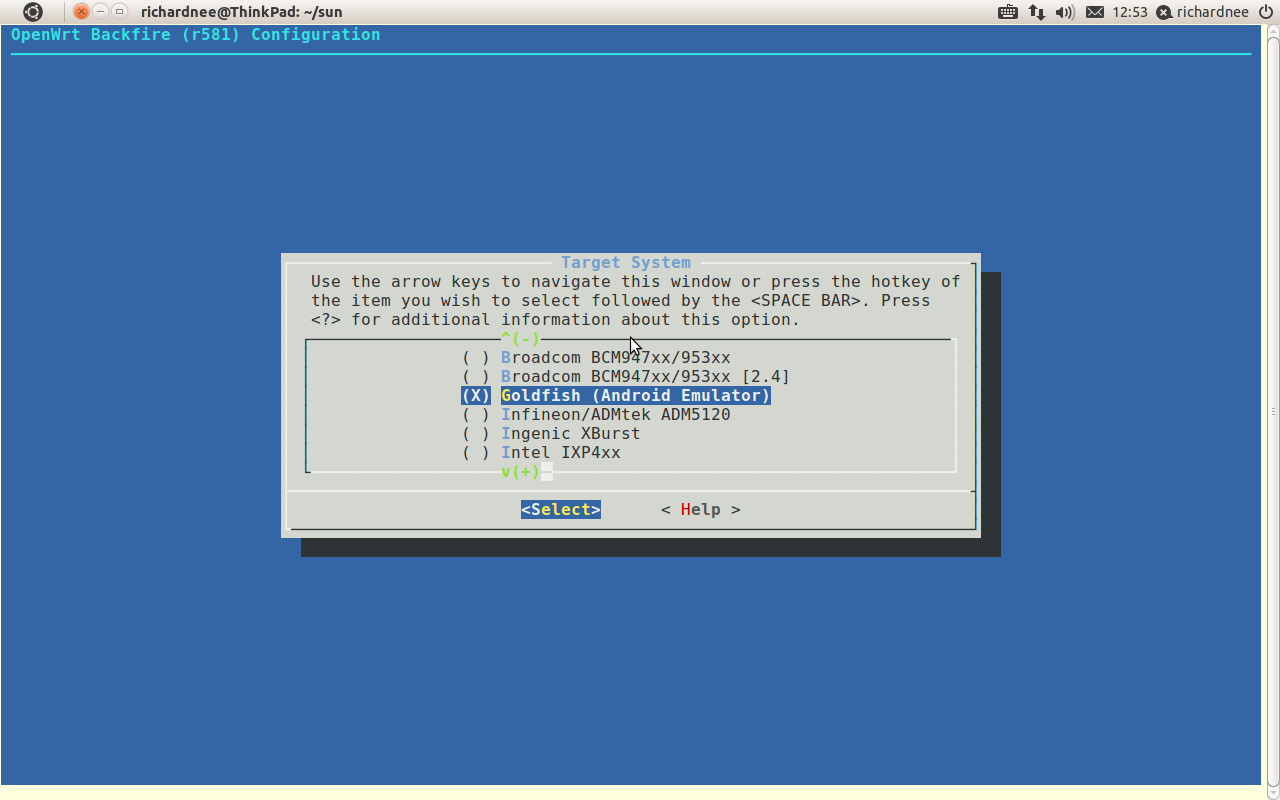 richardnee@ThinkPad: ~/sun
12:53
richardnee
OpenWrt Backfire (r581) Configuration
Target System
Use the arrow keys to navigate this window or press the hotkey of
the item you wish to select followed by the <SPACE BAR>. Press
<?> for additional information about this option.
^(-)
( ) Broadcom BCM947xx/953xx
( ) Broadcom BCM947xx/953xx [2.4]
(X) Goldfish (Android Emulator)
( ) Infineon/ADMtek ADM5120
( ) Ingenic XBurst
( ) Intel IXP4xx
v(+)
<Select> < Help >